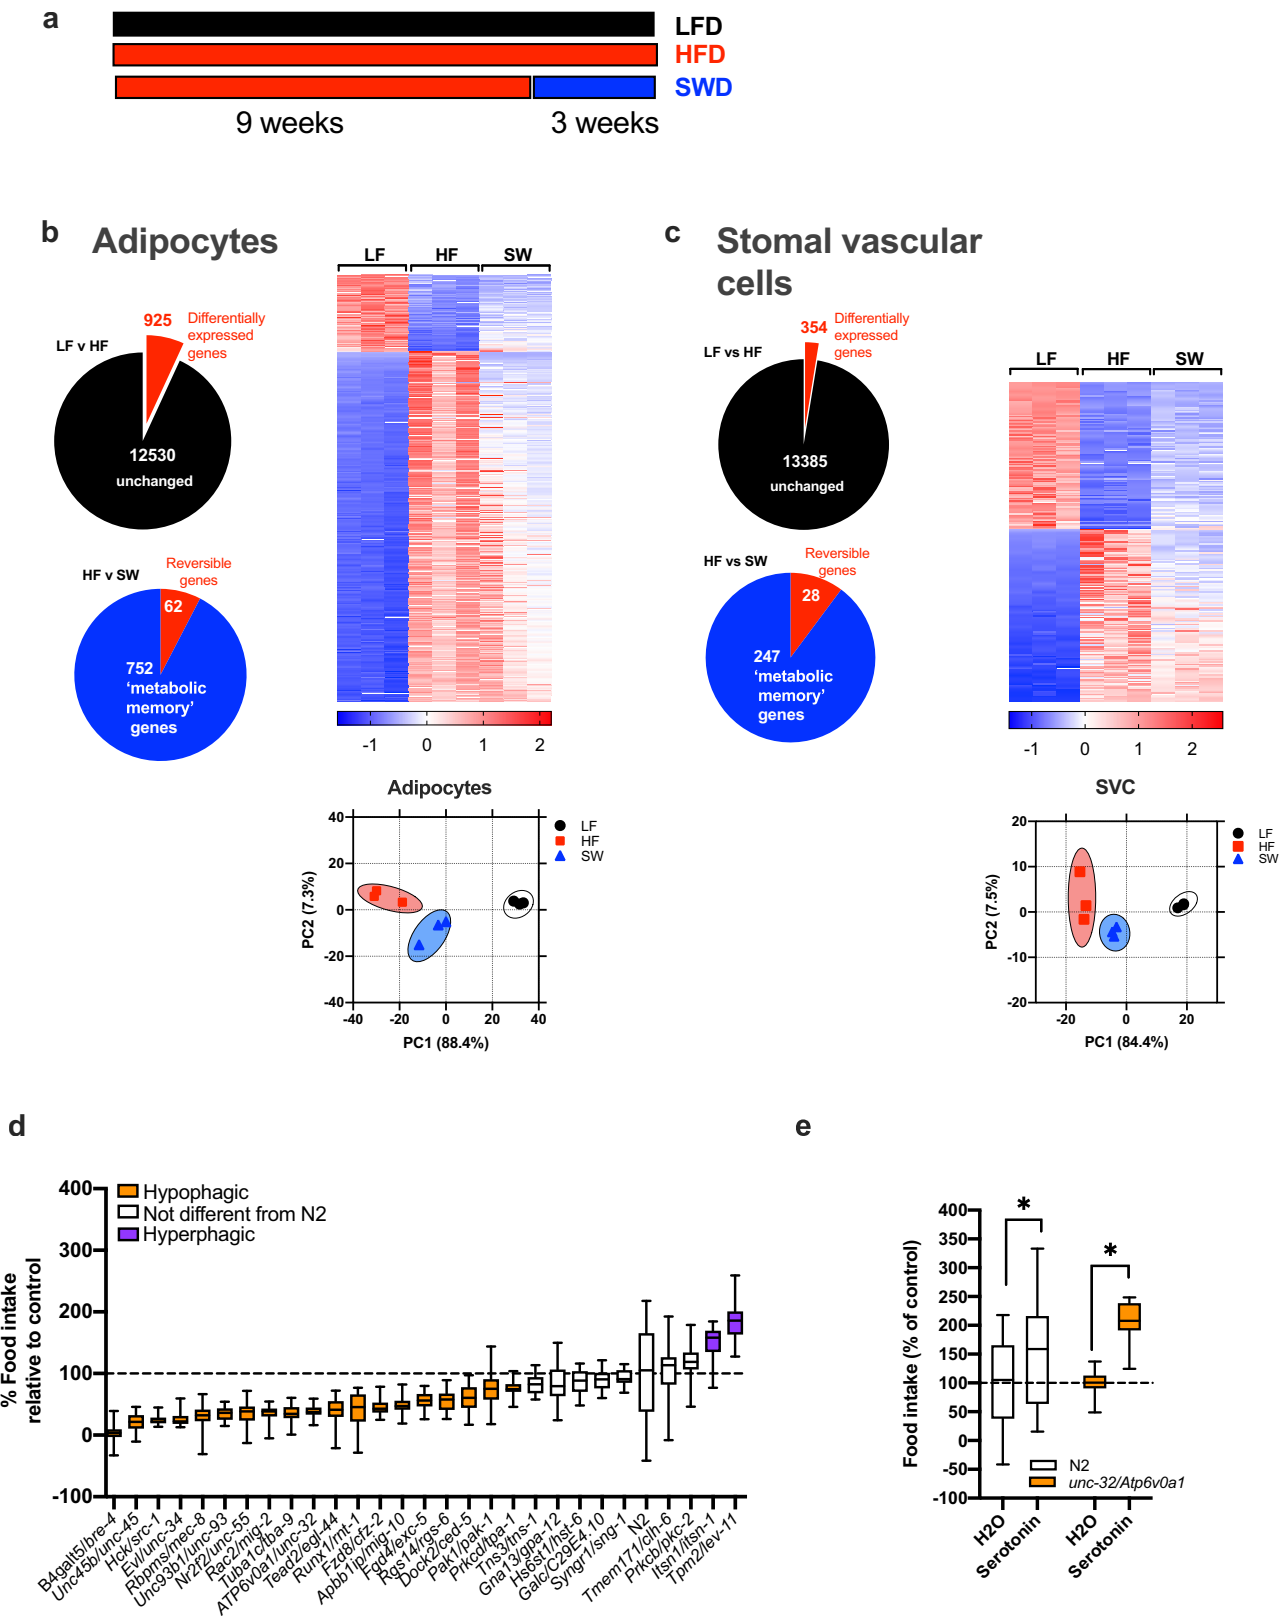 a
LFD
HFD
SWD
9 weeks
3 weeks
b
Adipocytes
LF
HF
SW
925
Differentially
expressed
genes
LF v HF
12530
unchanged
HF v SW
Reversible
genes
62
752
‘metabolic
memory’
genes
-1
0
1
2
Adipocytes
40
20
0
-20
-40
-40
-20
0
20
40
PC2 (7.3%)
PC1 (88.4%)
LF
HF
SW
c
Stomal vascular
cells
LF
HF
SW
354
Differentially
expressed
genes
LF vs HF
13385
unchanged
HF vs SW
Reversible
genes
28
247
‘metabolic
memory’
genes
-1
0
1
2
SVC
20
10
0
-10
-20
-20
0
20
PC2 (7.5%)
PC1 (84.4%)
LF
HF
SW
d
% Food intake
relative to control
400
300
200
100
0
-100
Hypophagic
Not different from N2
Hyperphagic
B4galt5/bre-4
Unc45b/unc-45
Hck/src-1
Evl/unc-34
Rbpms/mec-8
Unc93b1/unc-93
Nr2f2/unc-55
Rac2/mig-2
Tuba1c/tba-9
ATP6v0a1/unc-32
Tead2/egl-44
Runx1/rnt-1
Fzd8/cfz-2
Apbb1ip/mig-10
Fgd4/exc-5
Rgs14/rgs-6
Dock2/ced-5
Pak1/pak-1
Prkcd/tpa-1
Tns3/tns-1
Gna13/gpa-12
Hs6st1/hst-6
Galc/C29E4.10
Syngr1/sng-1
N2
Tmem171/clh-6
Prkcb/pkc-2
Itsn1/itsn-1
Tpm2/lev-11
e
Food intake (% of control)
400
350
300
250
200
150
100
50
0
-50
-100
*
*
N2
unc-32/Atp6v0a1
H2O
Serotonin
H2O
Serotonin